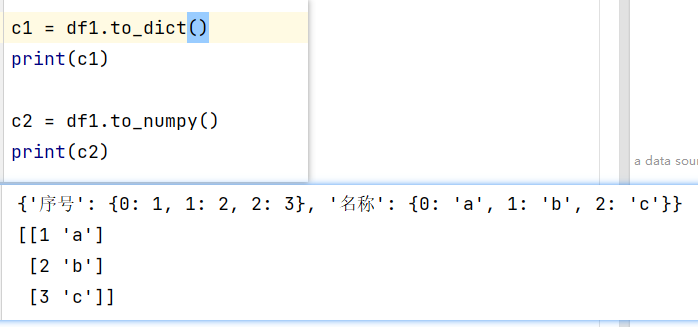 c1 = df1.to_dict()
print(c1)
c2 = df1.to_numpy()
print(c2)
a data sour
{'序号': {0: 1, 1: 2, 2: 3}, '名称': {0: 'a', 1: 'b', 2: 'c'}}
[[1 'a']
 [2 'b']
 [3 'c']]